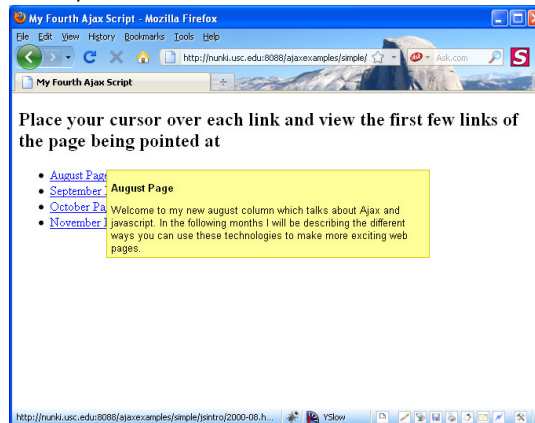 My Fourth Ajax Script - Mozilla Firefox
File Edit View History Bookmarks Tools Help
http://nunki.usc.edu:8088/ajaxexamples/simple/ Ask.com S
My Fourth Ajax Script
Place your cursor over each link and view the first few links of
the page being pointed at
August Page
September
October Pa
November
August Page
Welcome to my new august column which talks about Ajax and
javascript. In the following months I will be describing the different
ways you can use these technologies to make more exciting web
pages.
http://nunki.usc.edu:8088/ajaxexamples/simple/jsintro/2000-08.h... YSlow